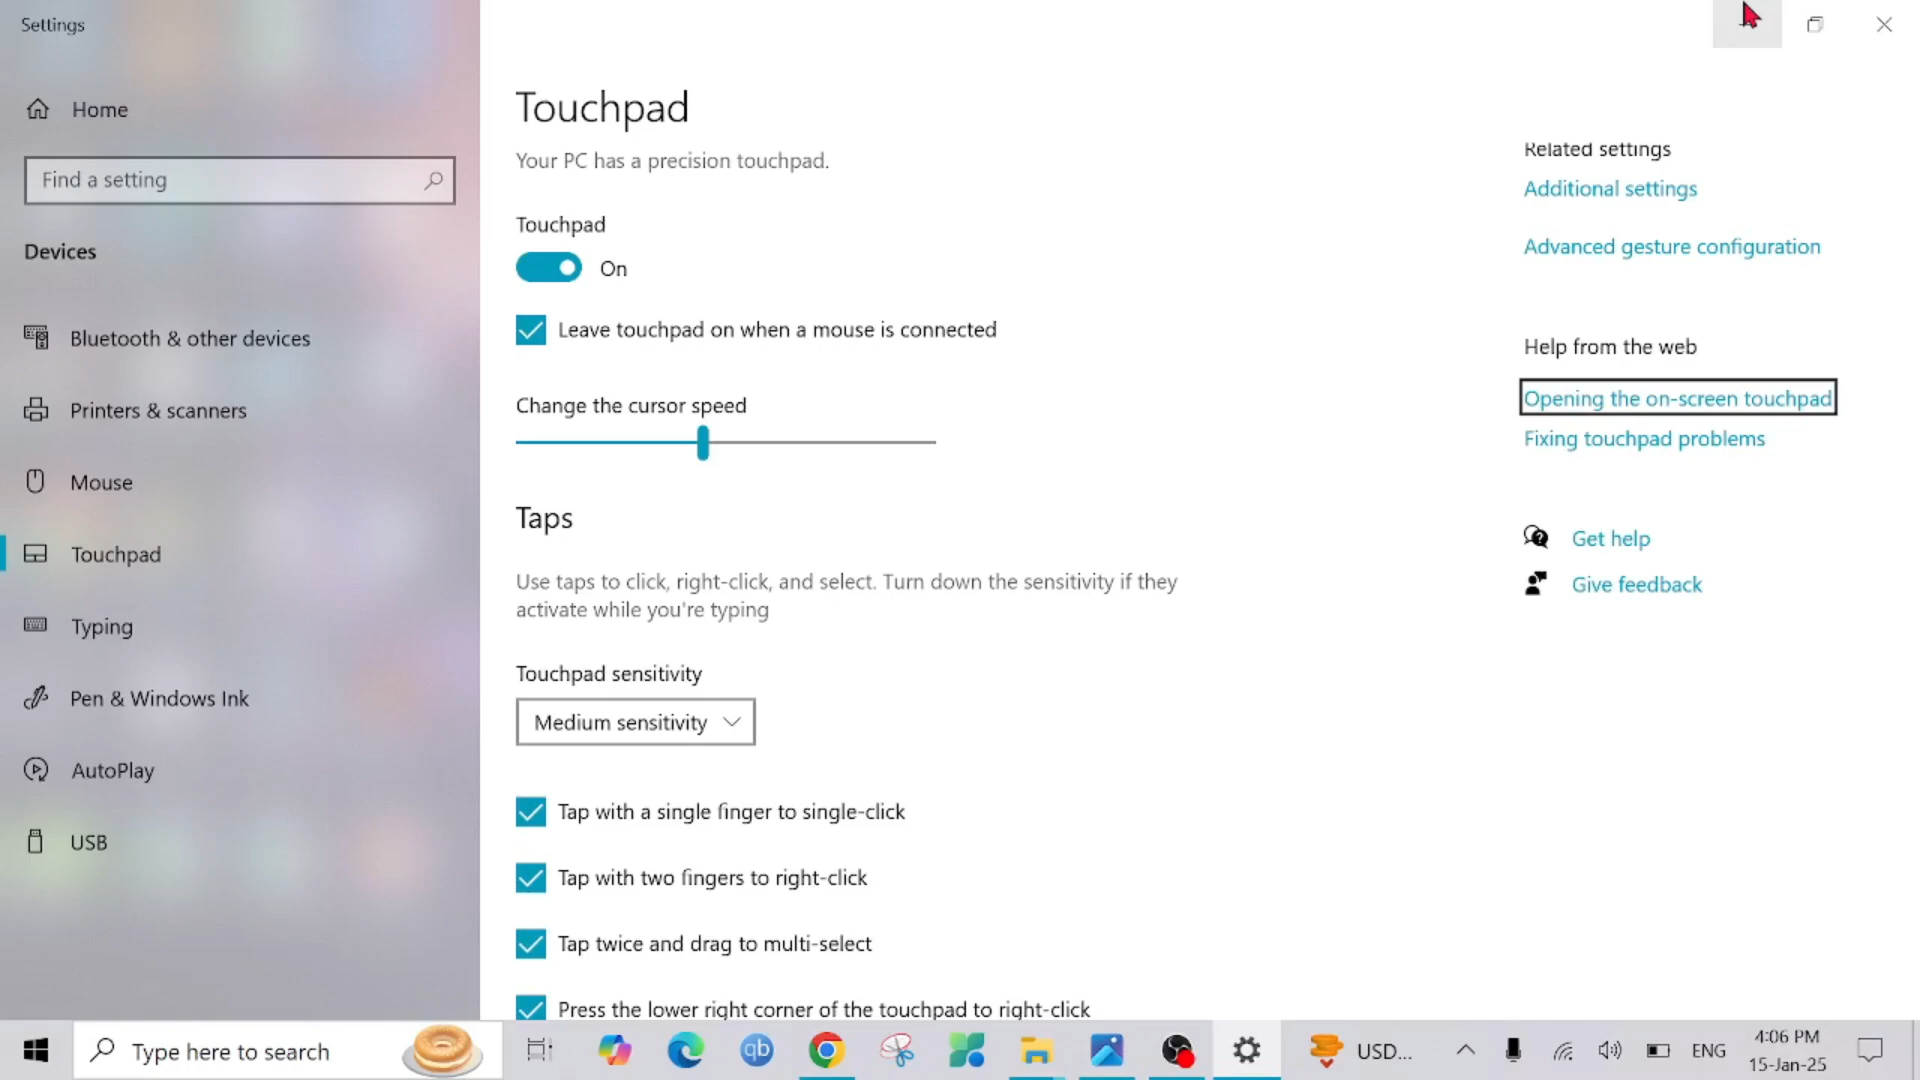 Settings
Home
Find a setting
Devices
Bluetooth & other devices
Printers & scanners
Mouse
Touchpad
Typing
Pen & Windows Ink
AutoPlay
USB
Touchpad
Your PC has a precision touchpad.
Touchpad
On
Leave touchpad on when a mouse is connected
Change the cursor speed
Taps
Use taps to click, right-click, and select. Turn down the sensitivity if they
activate while you're typing
Touchpad sensitivity
Medium sensitivity
Tap with a single finger to single-click
Tap with two fingers to right-click
Tap twice and drag to multi-select
Press the lower right corner of the touchpad to right-click
Related settings
Additional settings
Advanced gesture configuration
Help from the web
Opening the on-screen touchpad
Fixing touchpad problems
Get help
Give feedback
Type here to search
qb
USD...
ENG
4:06 PM
15-Jan-25